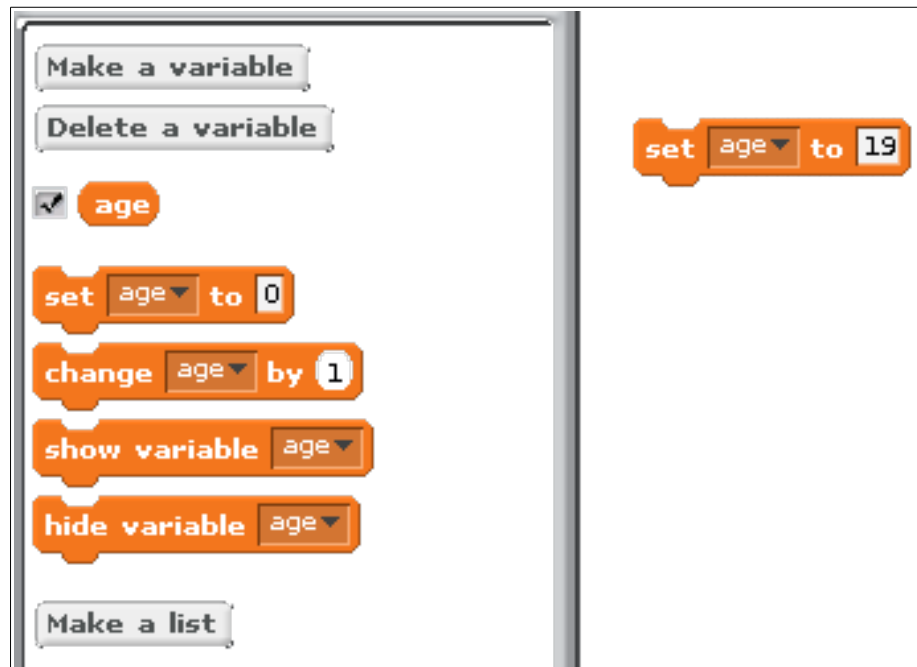 Make a variable
Delete a variable
set age to 19
age
set age to 0
change age by 1
show variable age
hide variable age
Make a list